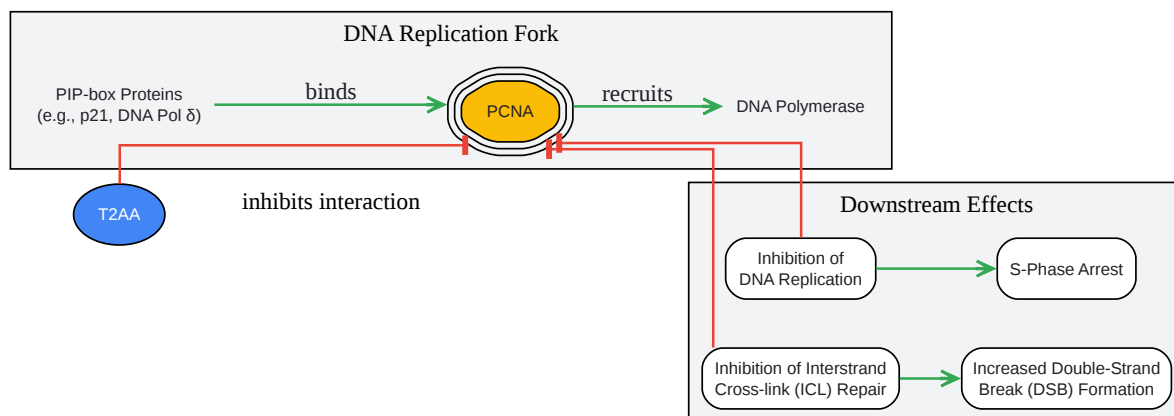 DNA Replication Fork
PIP-box Proteins
(e.g., p21, DNA Pol δ)
binds
PCNA
recruits
DNA Polymerase
T2AA
inhibits interaction
Downstream Effects
Inhibition of
DNA Replication
S-Phase Arrest
Inhibition of Interstrand
Cross-link (ICL) Repair
Increased Double-Strand
Break (DSB) Formation